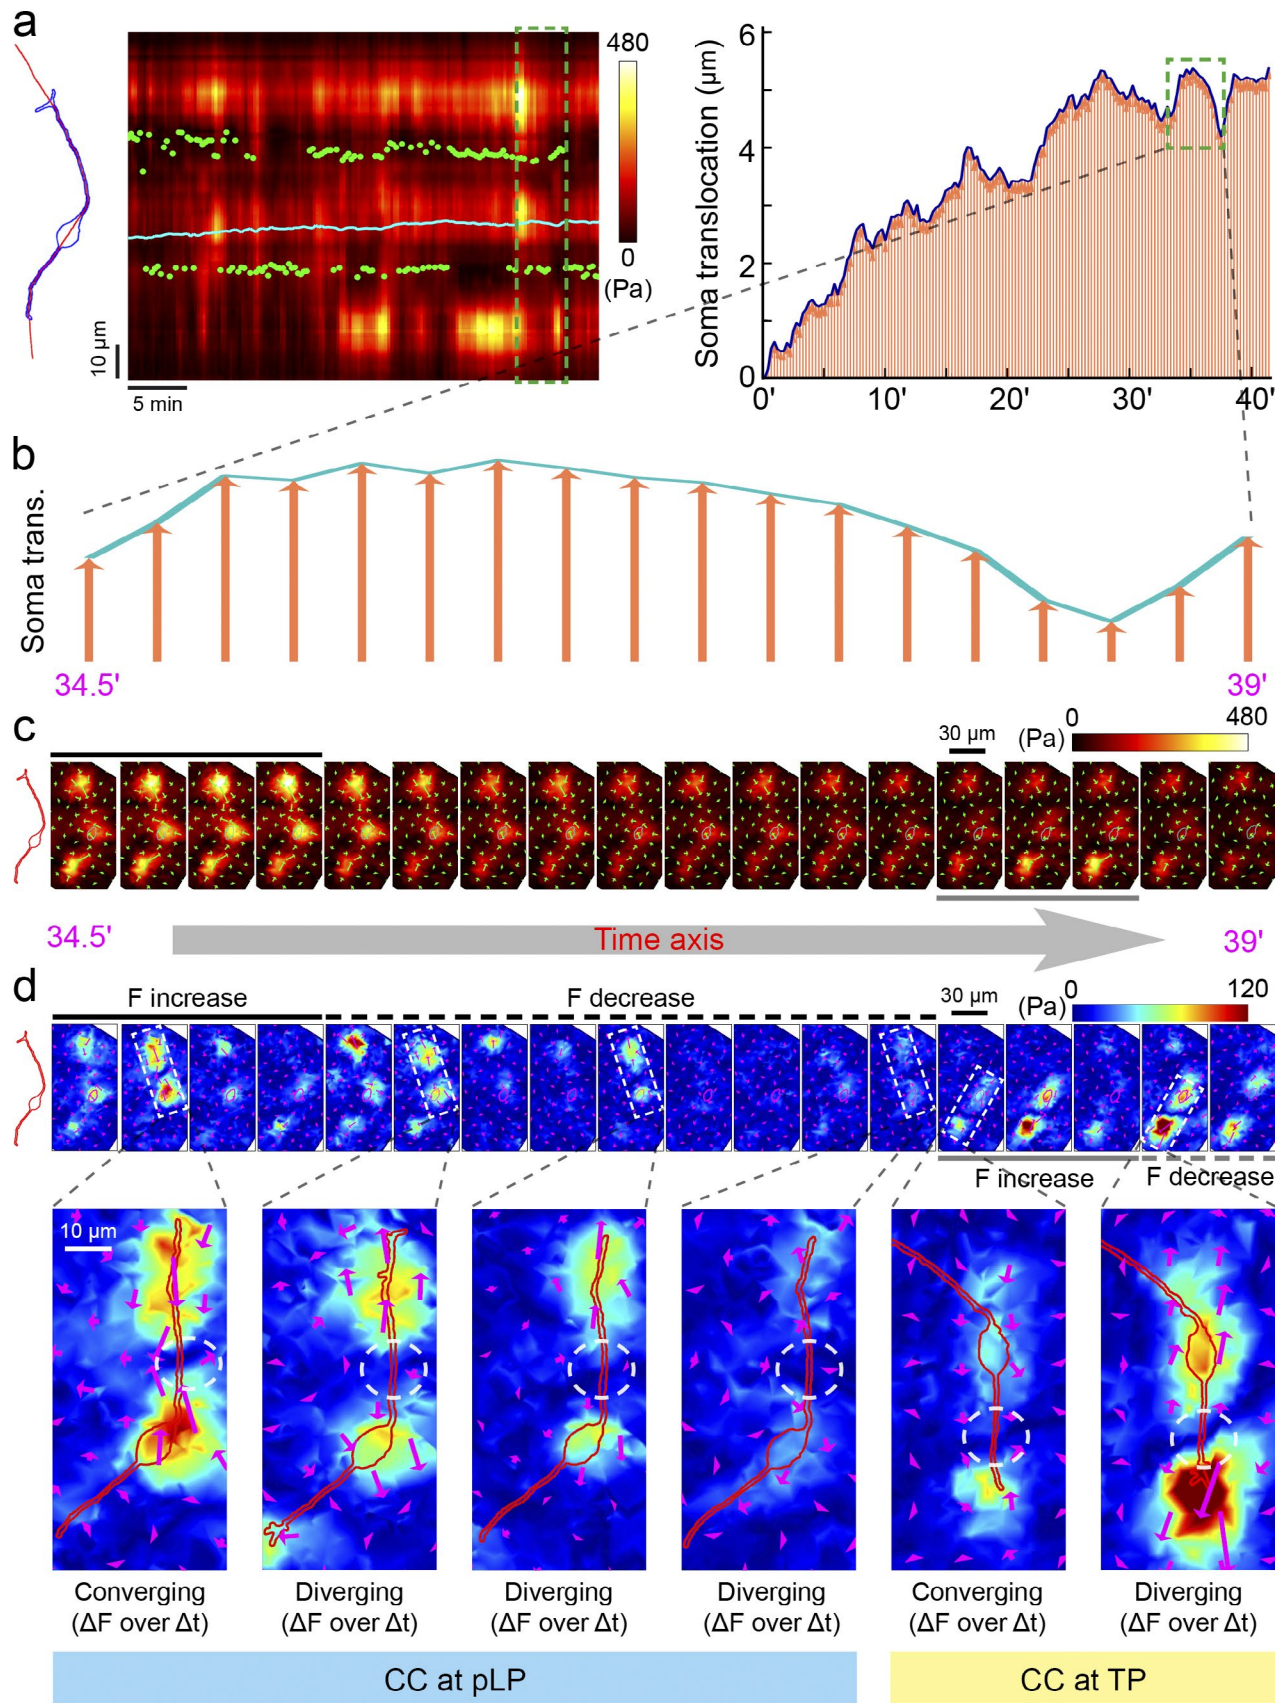 a
480
0
(Pa)
10 µm
5 min
Soma translocation (µm)
6
4
2
0
0' 10' 20' 30' 40'
b
Soma trans.
34.5' 39'
c
30 µm (Pa) 0 480
34.5' Time axis 39'
d
F increase F decrease 30 µm (Pa) 0 120
F increase F decrease
10 µm
Converging Diverging Diverging Diverging Converging Diverging
(ΔF over Δt) (ΔF over Δt) (ΔF over Δt) (ΔF over Δt) (ΔF over Δt) (ΔF over Δt)
CC at pLP CC at TP